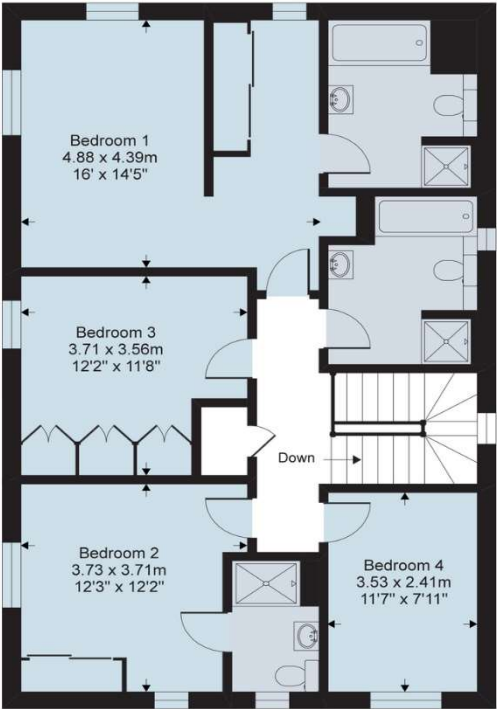 Bedroom 1
4.88 x 4.39m
16' x 14'5"
Bedroom 3
3.71 x 3.56m
12'2" x 11'8"
Down
Bedroom 2
3.73 x 3.71m
12'3" x 12'2"
Bedroom 4
3.53 x 2.41m
11'7" x 7'11"